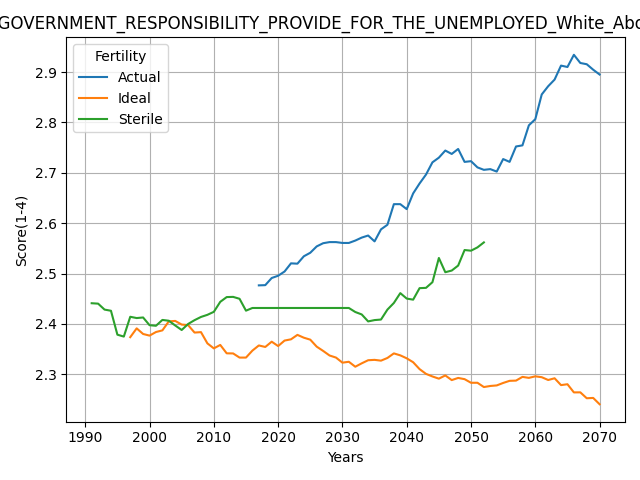 GOVERNMENT_RESPONSIBILITY_PROVIDE_FOR_THE_UNEMPLOYED_White_Abo
Fertility
Actual
Ideal
Sterile
Score(1-4)
2.9
2.8
2.7
2.6
2.5
2.4
2.3
1990 2000 2010 2020 2030 2040 2050 2060 2070
Years